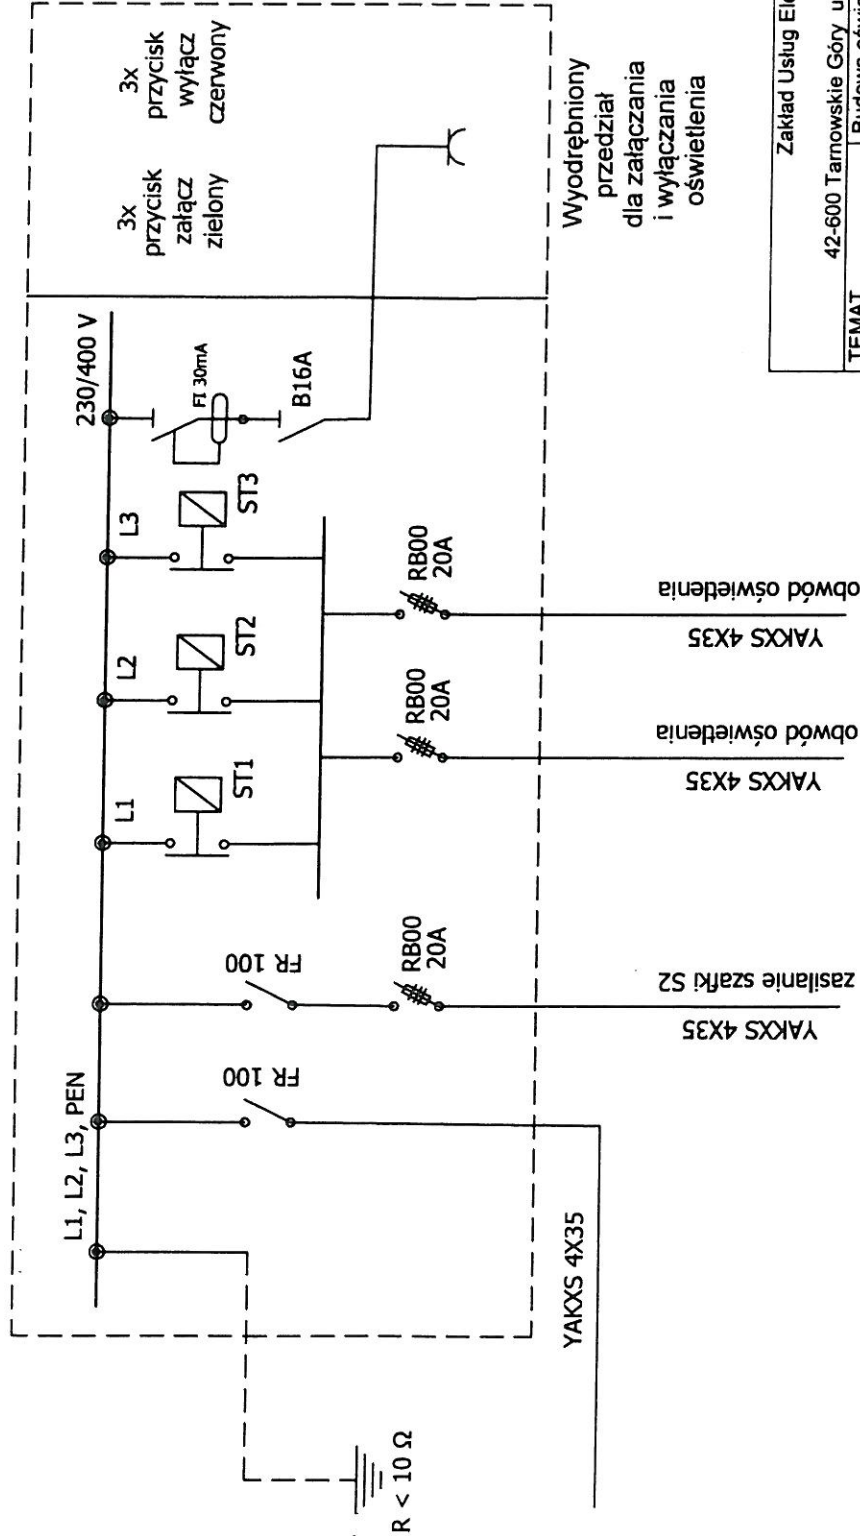 3x
przycisk
załącz
zielony
3x
przycisk
wyłącz
czerwony
230/400 V
L1, L2, L3, PEN
L1
L2
L3
ST1
ST2
ST3
FI 30mA
B16A
FR 100
FR 100
RB00
20A
RB00
20A
RB00
20A
Wyodrębniony
przedział
dla załączania
i wyłączania
oświetlenia
R < 10 Ω
YAKXS 4X35
YAKXS 4X35
zasilanie szafki S2
YAKXS 4X35
obwód oświetlenia
YAKXS 4X35
obwód oświetlenia
Zakład Usług Ele
42-600 Tarnowskie Góry u
TEMAT